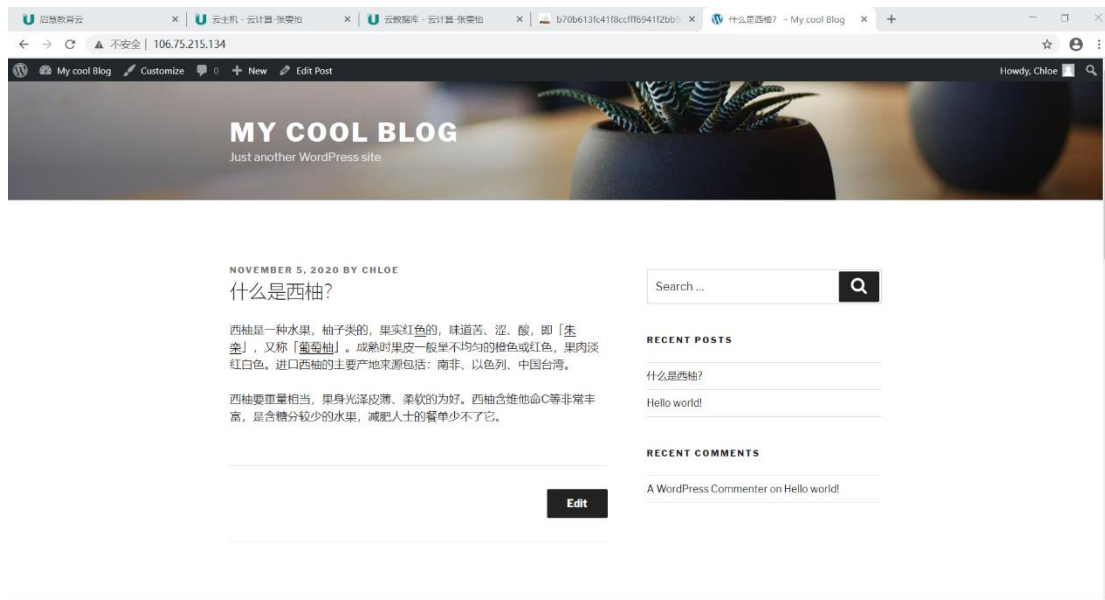 启慧教育云
云主机 - 云计算-张雯怡
云数据库 - 云计算-张雯怡
什么是西柚? – My cool Blog
不安全 | 106.75.215.134
My cool Blog Customize 0 New Edit Post Howdy, Chloe
MY COOL BLOG
Just another WordPress site
NOVEMBER 5, 2020 BY CHLOE
什么是西柚?
西柚是一种水果，柚子类的，果实红色的，味道苦、涩、酸，即「朱
栾」，又称「葡萄柚」。成熟时果皮一般呈不均匀的橙色或红色，果肉淡
红白色。进口西柚的主要产地来源包括：南非、以色列、中国台湾。
西柚要重量相当，果身光泽皮薄、柔软的为好。西柚含维他命C等非常丰
富，是含糖分较少的水果，减肥人士的餐单少不了它。
Edit
Search ...
RECENT POSTS
什么是西柚?
Hello world!
RECENT COMMENTS
A WordPress Commenter on Hello world!